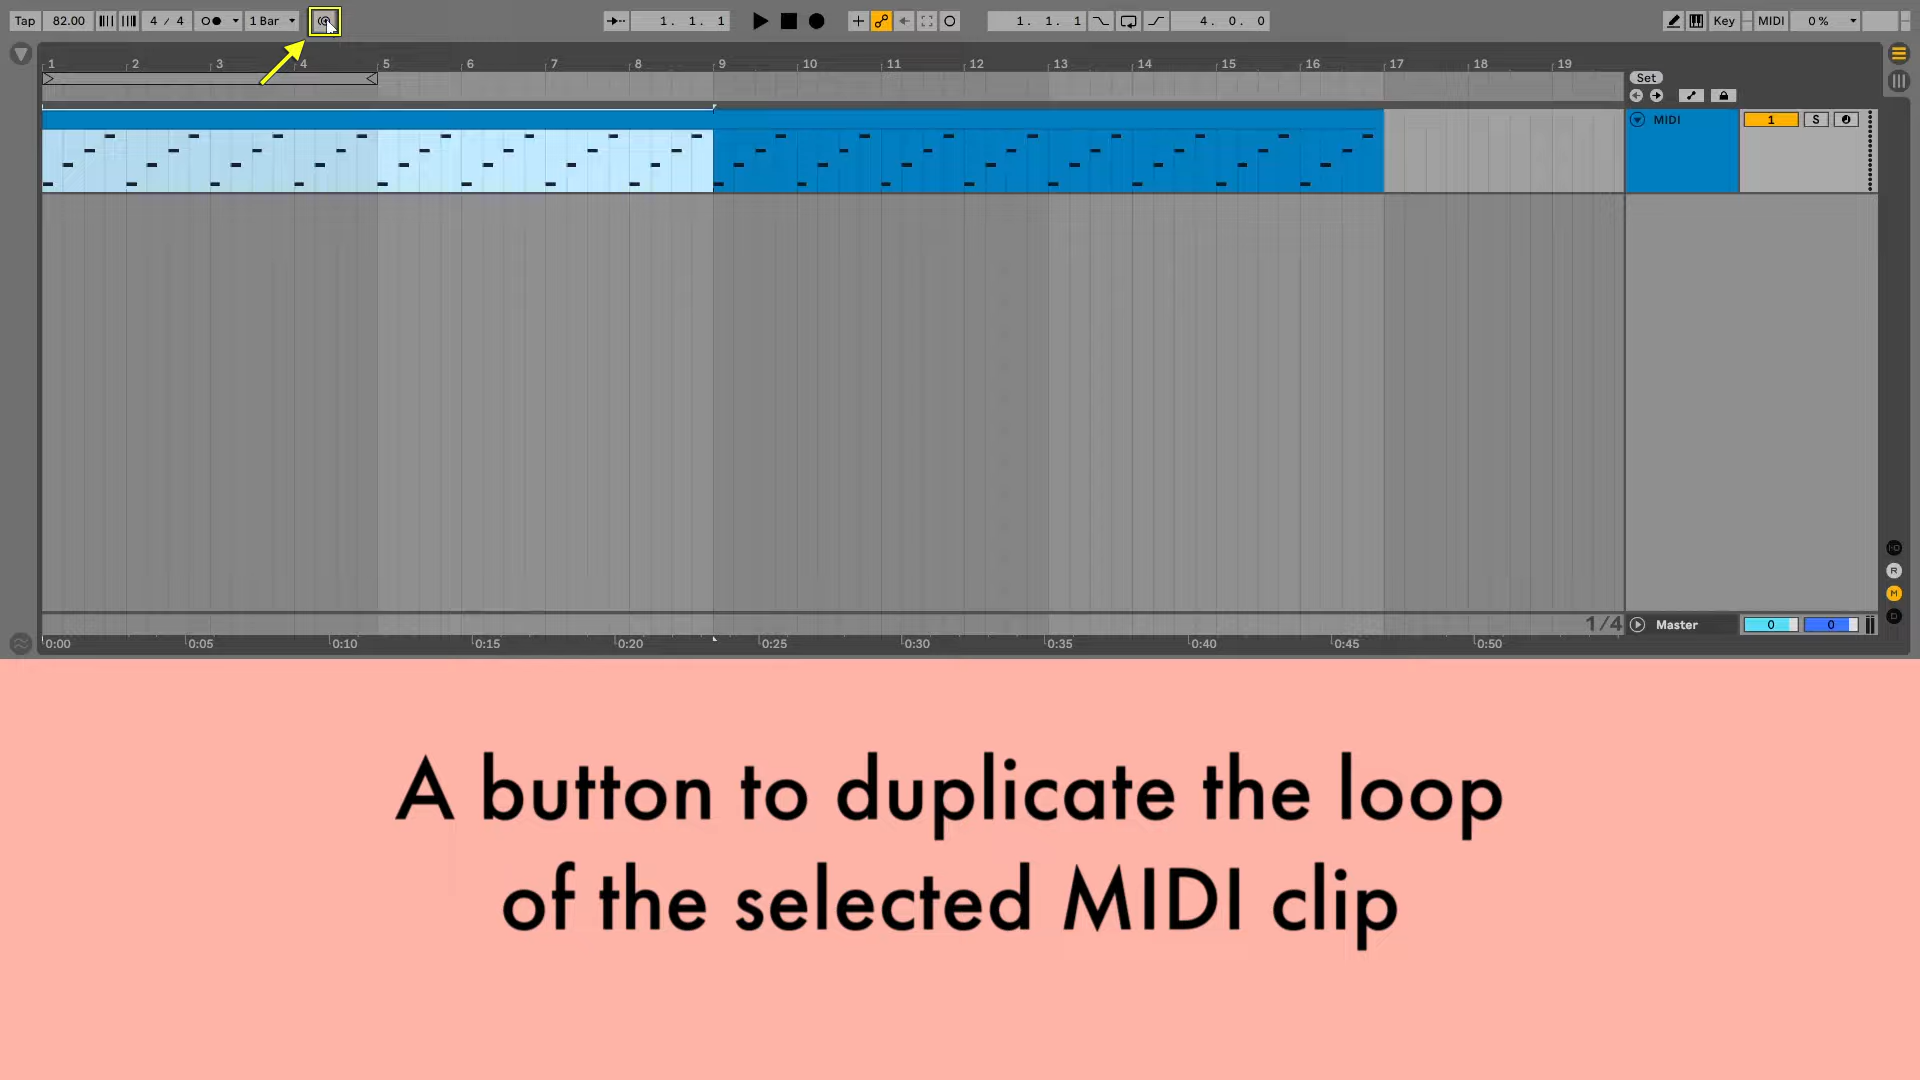 Tap 82.00 4 / 4 1 Bar 1. 1. 1 1. 1. 1 4. 0. 0 Key MIDI 0 %
1 2 3 4 5 6 7 8 9 10 11 12 13 14 15 16 17 18 19
Set
MIDI 1 S
R
M
D
1/4 Master 0 0
0:00 0:05 0:10 0:15 0:20 0:25 0:30 0:35 0:40 0:45 0:50
A button to duplicate the loop
of the selected MIDI clip